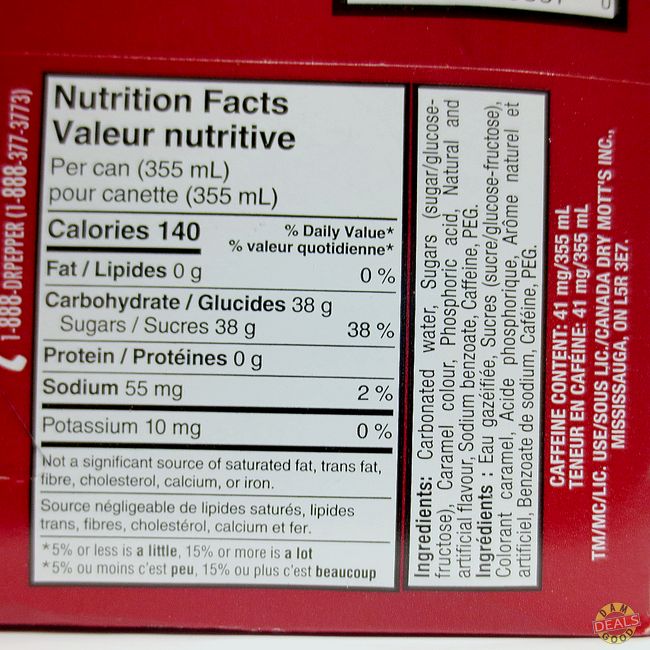 Nutrition Facts
Valeur nutritive
Per can (355 mL)
pour canette (355 mL)
Calories 140
% Daily Value*
% valeur quotidienne*
Fat / Lipides 0 g 0 %
Carbohydrate / Glucides 38 g
Sugars / Sucres 38 g 38 %
Protein / Protéines 0 g
Sodium 55 mg 2 %
Potassium 10 mg 0 %
Not a significant source of saturated fat, trans fat,
fibre, cholesterol, calcium, or iron.
Source négligeable de lipides saturés, lipides
trans, fibres, cholestérol, calcium et fer.
*5% or less is a little, 15% or more is a lot
*5% ou moins c'est peu, 15% ou plus c'est beaucoup
Ingredients: Carbonated water, Sugars (sugar/glucose-
fructose), Caramel colour, Phosphoric acid, Natural and
artificial flavour, Sodium benzoate, Caffeine, PEG.
Ingrédients : Eau gazéifiée, Sucres (sucre/glucose-fructose),
Colorant caramel, Acide phosphorique, Arôme naturel et
artificiel, Benzoate de sodium, Caféine, PEG.
CAFFEINE CONTENT: 41 mg/355 mL
TENEUR EN CAFÉINE: 41 mg/355 mL
TM/MC/LIC. USE/SOUS LIC./CANADA DRY MOTT'S INC.,
MISSISSAUGA, ON L5R 3E7.
1-888-DRPEPPER (1-888-377-3773)
DAM
DEALS
GOOD